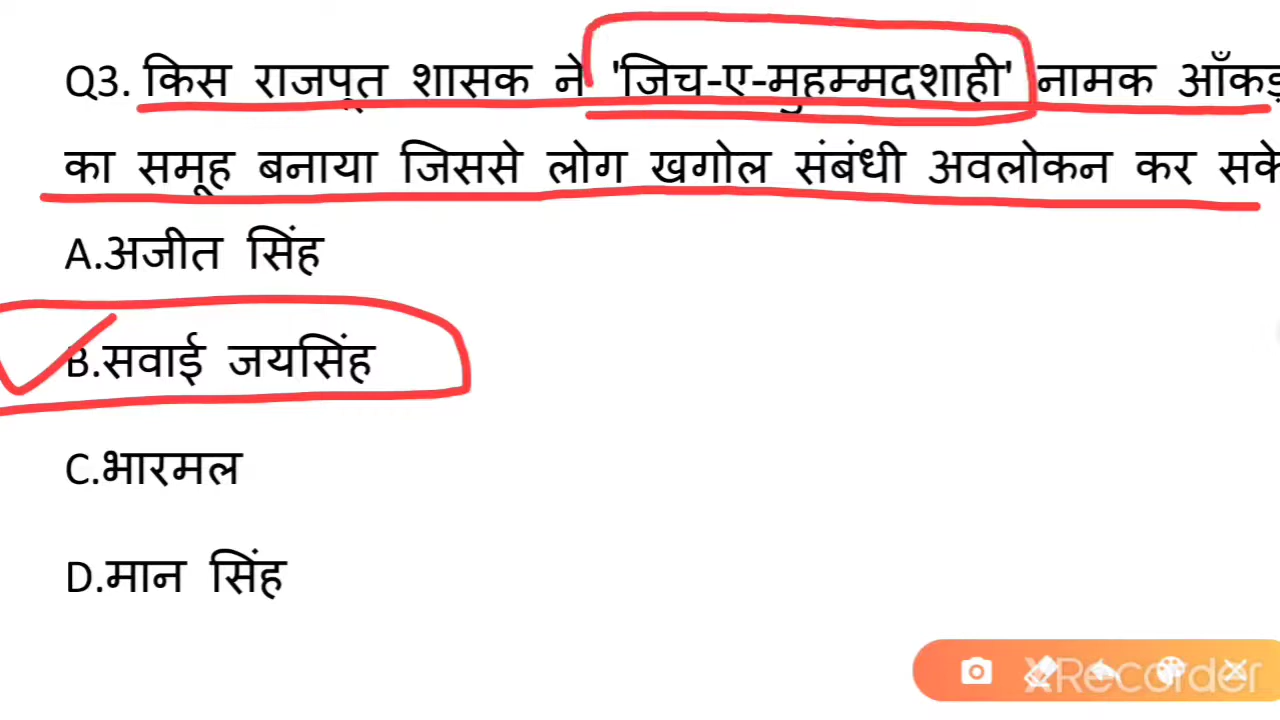 Q3. किस राजपूत शासक ने 'जिच-ए-मुहम्मदशाही' नामक
का समूह बनाया जिससे लोग खगोल संबंधी अवलोकन कर सके
A.अजीत सिंह
B.सवाई जयसिंह
C.भारमल
D.मान सिंह
XRecorder